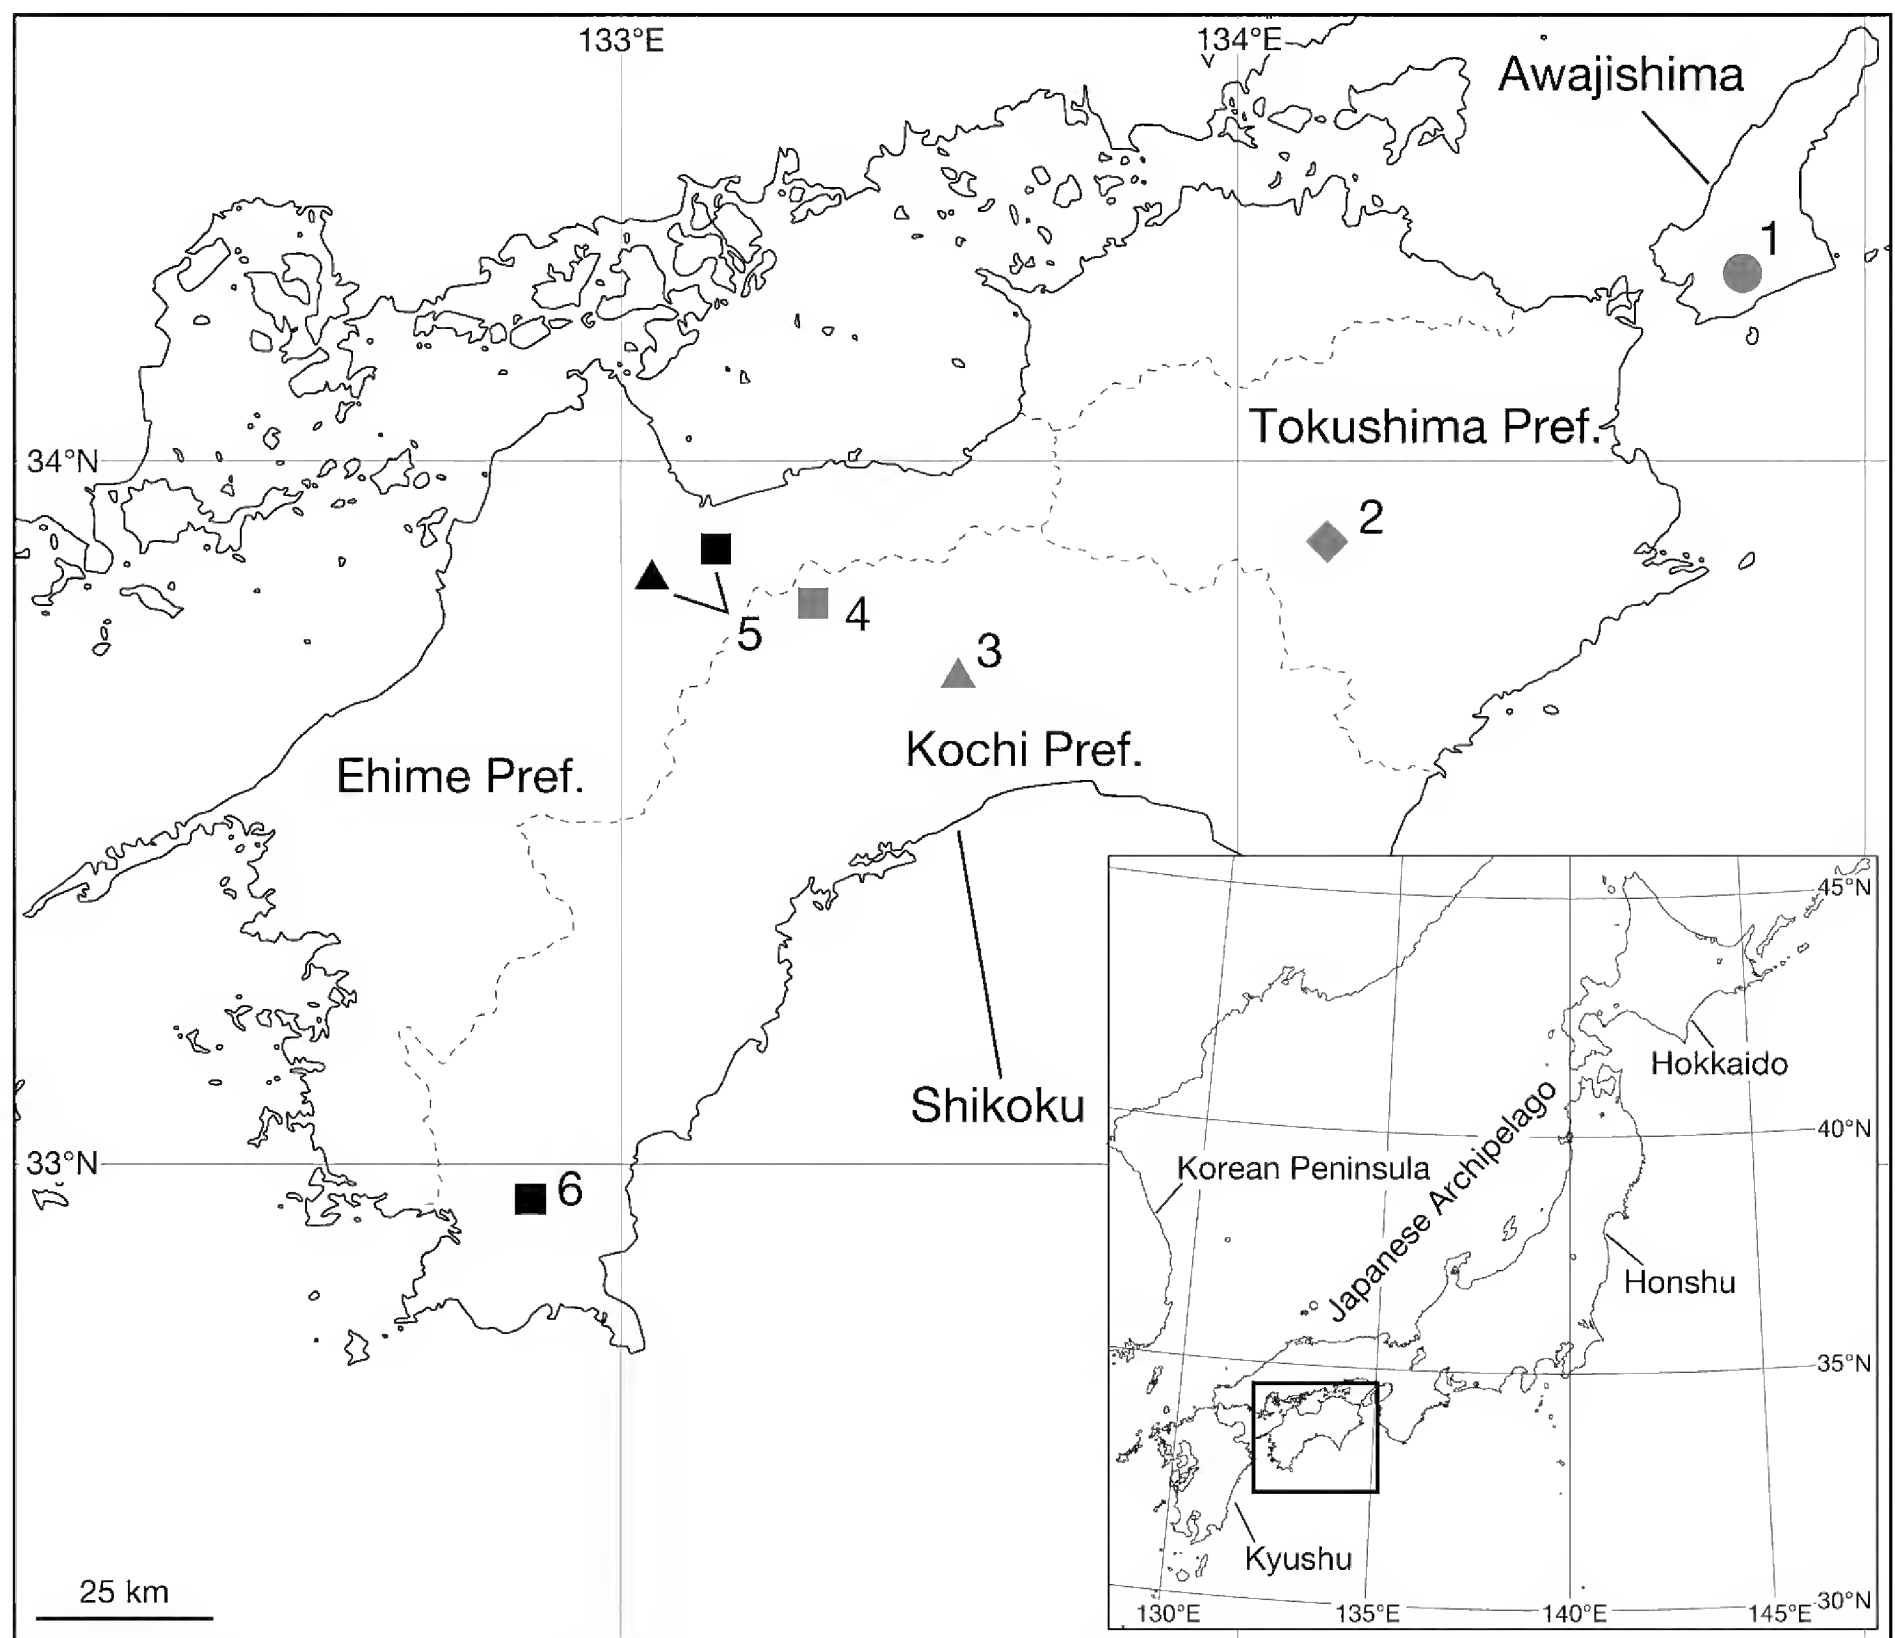 133°E
134°E
Awajishima
1
Tokushima Pref.
34°N
2
5
4
3
Kochi Pref.
Ehime Pref.
Shikoku
33°N
6
25 km
45°N
Hokkaido
40°N
Korean Peninsula
Japanese Archipelago
Honshu
35°N
Kyushu
30°N
130°E
135°E
140°E
145°E